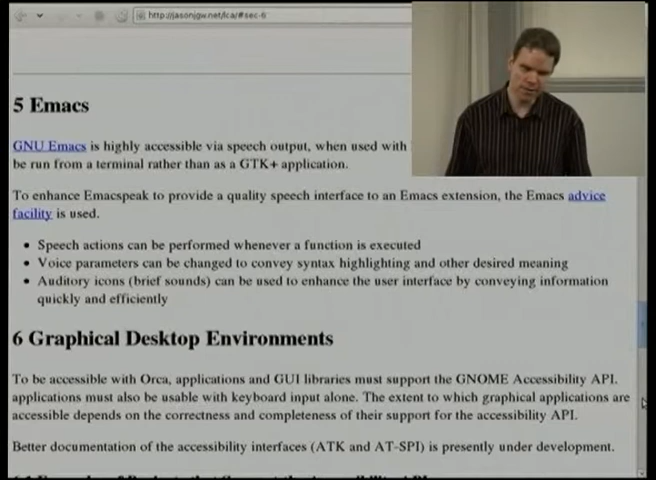 http://jasonjgw.net/lca/#sec-6
5 Emacs
GNU Emacs is highly accessible via speech output, when used with
be run from a terminal rather than as a GTK+ application.
To enhance Emacspeak to provide a quality speech interface to an Emacs extension, the Emacs advice
facility is used.
• Speech actions can be performed whenever a function is executed
• Voice parameters can be changed to convey syntax highlighting and other desired meaning
• Auditory icons (brief sounds) can be used to enhance the user interface by conveying information
quickly and efficiently
6 Graphical Desktop Environments
To be accessible with Orca, applications and GUI libraries must support the GNOME Accessibility API.
applications must also be usable with keyboard input alone. The extent to which graphical applications are
accessible depends on the correctness and completeness of their support for the accessibility API.
Better documentation of the accessibility interfaces (ATK and AT-SPI) is presently under development.